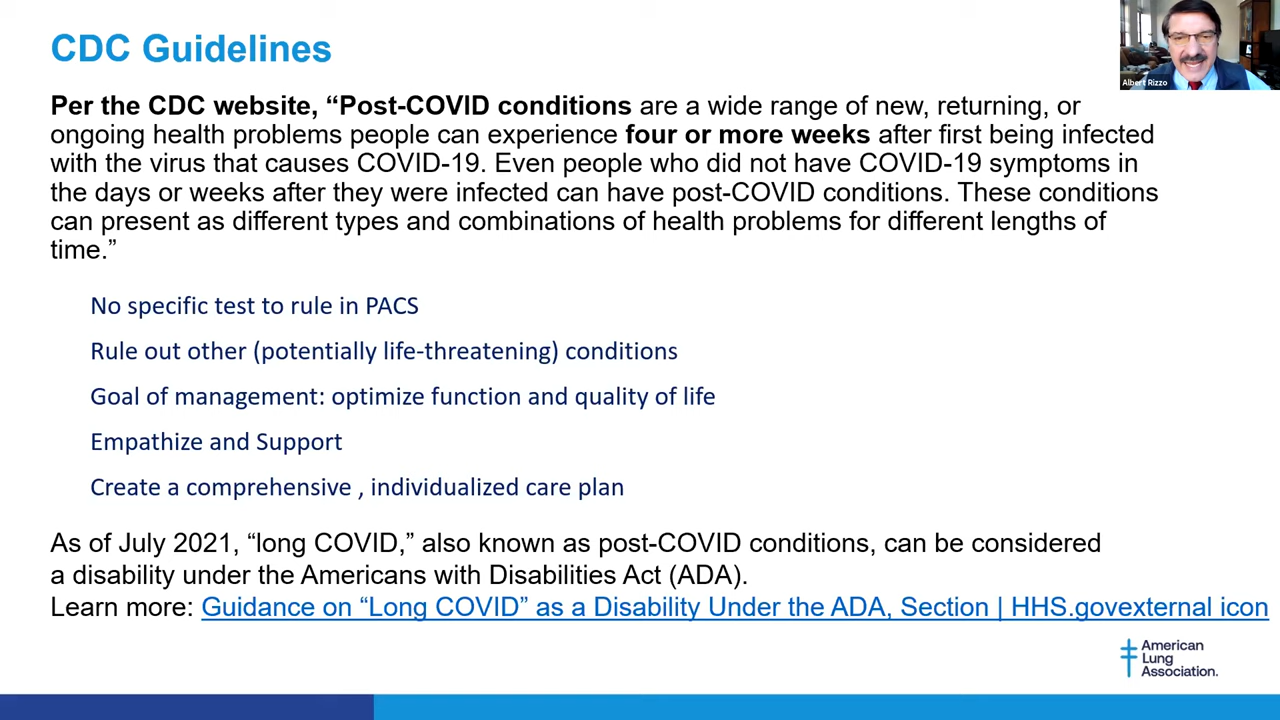 CDC Guidelines
Albert Rizzo
Per the CDC website, “Post-COVID conditions are a wide range of new, returning, or
ongoing health problems people can experience four or more weeks after first being infected
with the virus that causes COVID-19. Even people who did not have COVID-19 symptoms in
the days or weeks after they were infected can have post-COVID conditions. These conditions
can present as different types and combinations of health problems for different lengths of
time.”
No specific test to rule in PACS
Rule out other (potentially life-threatening) conditions
Goal of management: optimize function and quality of life
Empathize and Support
Create a comprehensive , individualized care plan
As of July 2021, “long COVID,” also known as post-COVID conditions, can be considered
a disability under the Americans with Disabilities Act (ADA).
Learn more: Guidance on “Long COVID” as a Disability Under the ADA, Section | HHS.govexternal icon
American
Lung
Association.